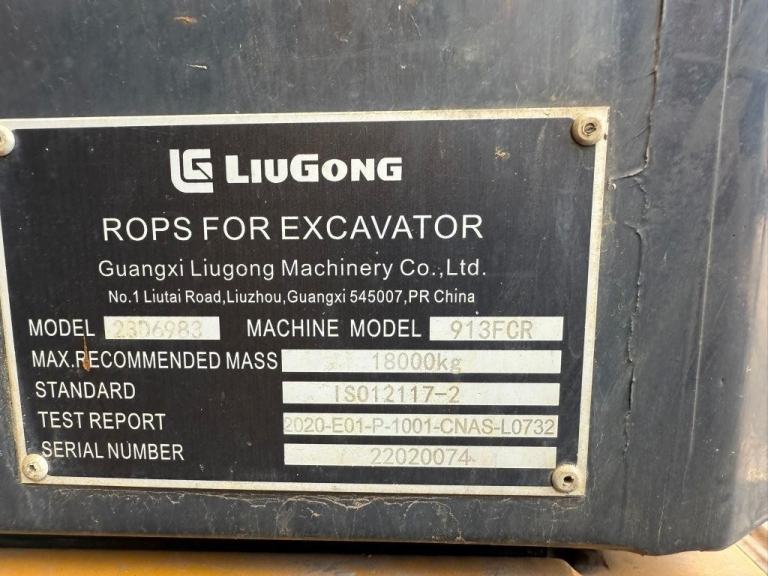 LG LIUGONG
ROPS FOR EXCAVATOR
Guangxi Liugong Machinery Co.,Ltd.
No.1 Liutai Road,Liuzhou,Guangxi 545007,PR China
MODEL 23D6983 MACHINE MODEL 913FCR
MAX.RECOMMENDED MASS 18000kg
STANDARD ISO12117-2
TEST REPORT 2020-E01-P-1001-CNAS-L0732
SERIAL NUMBER 22020074